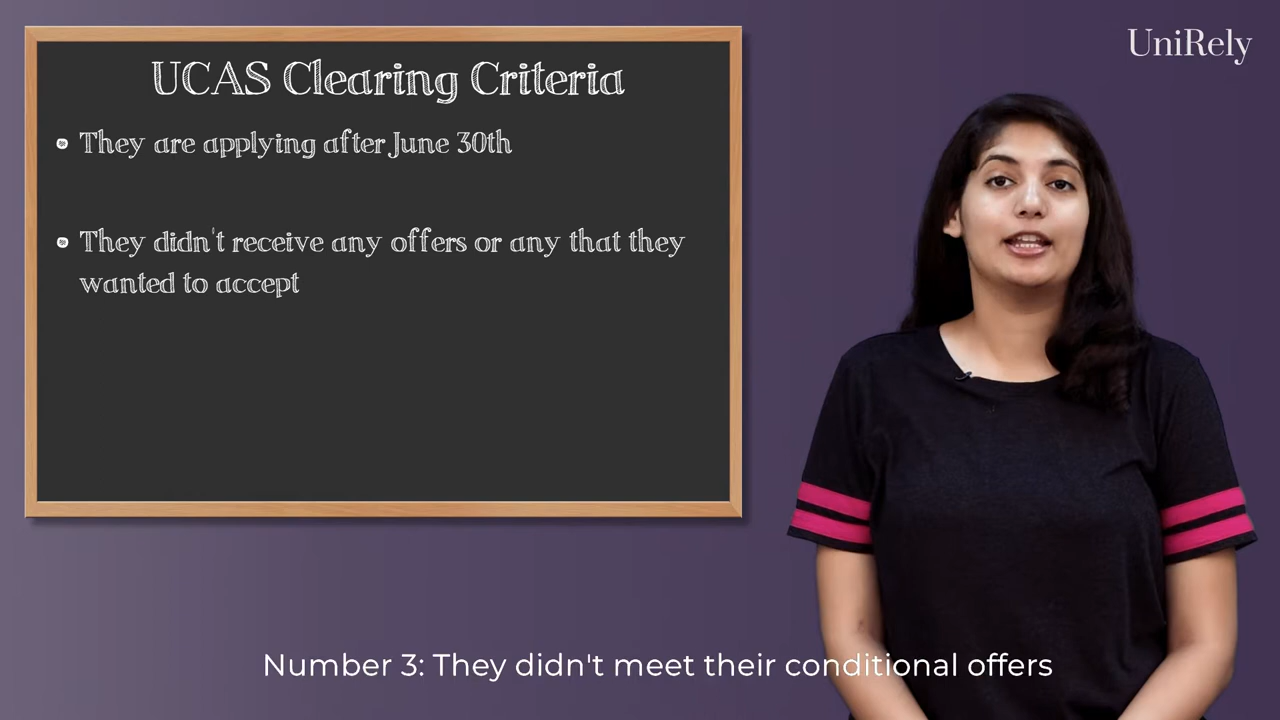 UniRely
UCAS Clearing Criteria
• They are applying after June 30th
• They didn't receive any offers or any that they
wanted to accept
Number 3: They didn't meet their conditional offers